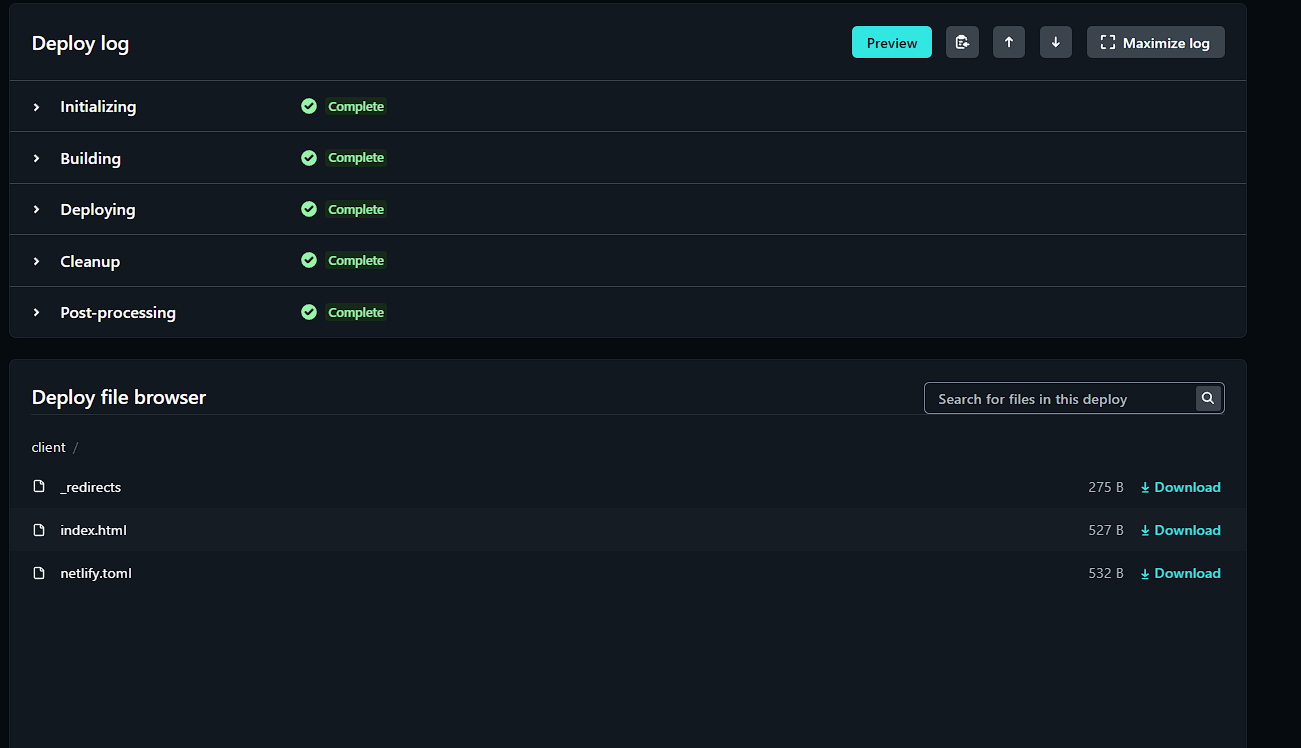 Deploy log
Preview
Maximize log
Initializing Complete
Building Complete
Deploying Complete
Cleanup Complete
Post-processing Complete
Deploy file browser
Search for files in this deploy
client /
_redirects 275 B Download
index.html 527 B Download
netlify.toml 532 B Download